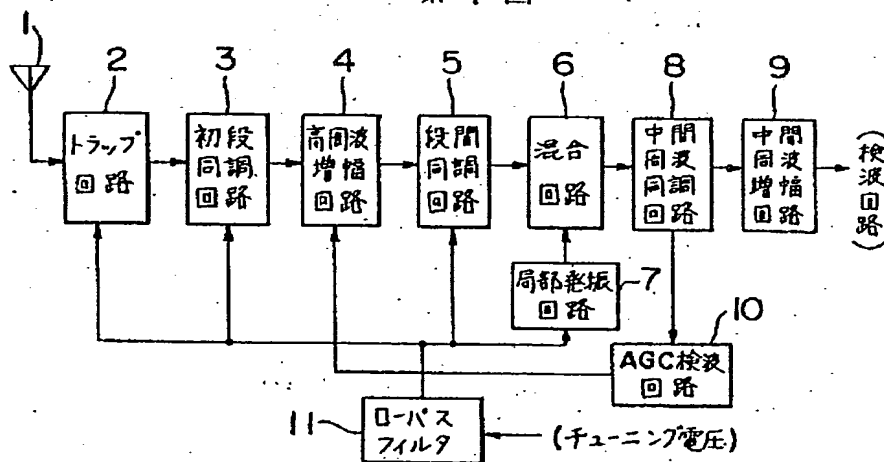 1
2
3
4
5
6
8
9
トラップ
回路
初段
同調
回路
高周波
増幅
回路
段間
同調
回路
混合
回路
中間
周波
同調
回路
中間
周波
増幅
回路
(検波回路)
局部発振
回路
7
10
AGC検波
回路
11
ローパス
フィルタ
(チューニング電圧)